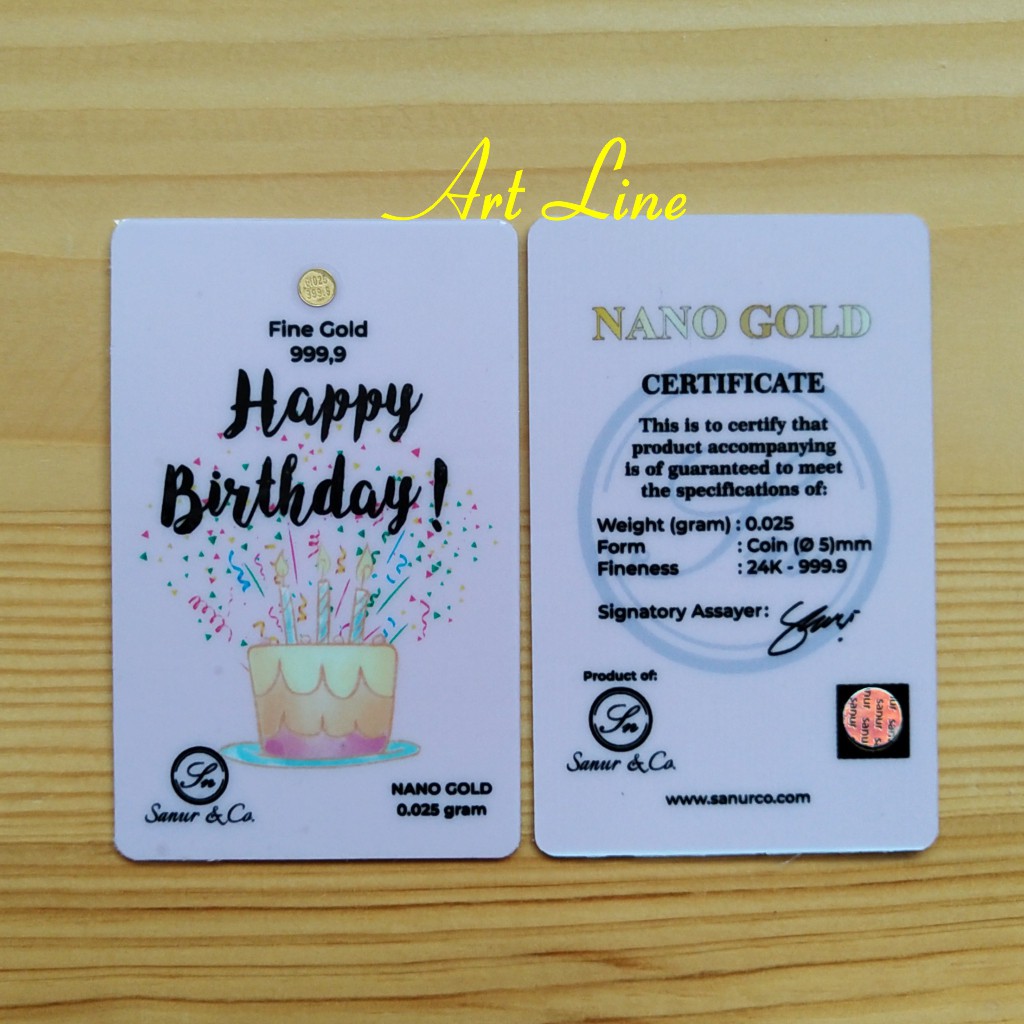 Art Line
0.025
999.9
Fine Gold
999,9
Happy
Birthday!
Sn
Sanur & Co.
NANO GOLD
0.025 gram
NANO GOLD
CERTIFICATE
This is to certify that
product accompanying
is of guaranteed to meet
the specifications of:
Weight (gram) : 0.025
Form : Coin (Ø 5)mm
Fineness : 24K - 999.9
Signatory Assayer:
Product of:
Sn
Sanur & Co.
sanur
www.sanurco.com